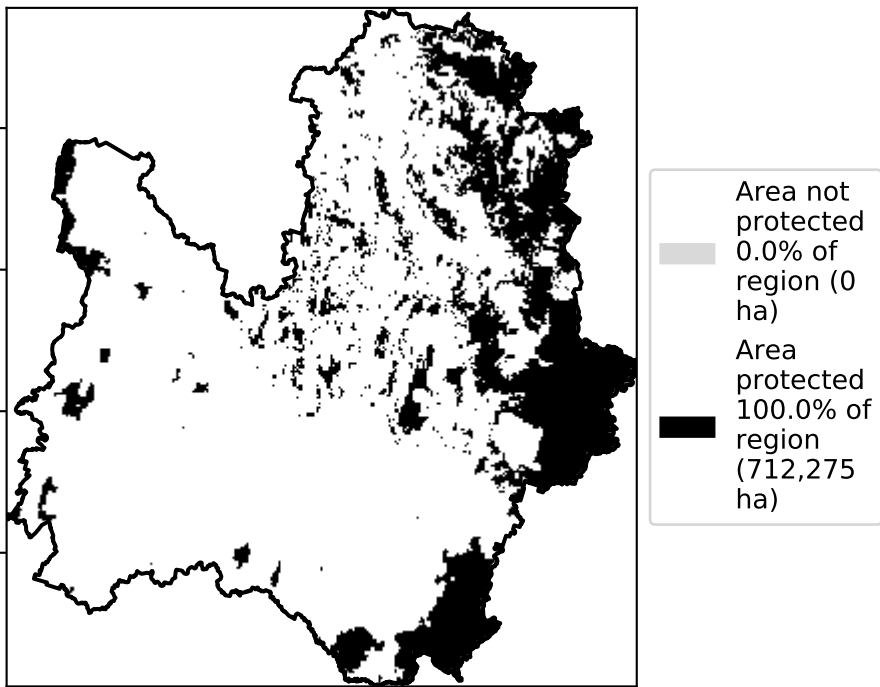 Area not
protected
0.0% of
region (0
ha)
Area
protected
100.0% of
region
(712,275
ha)